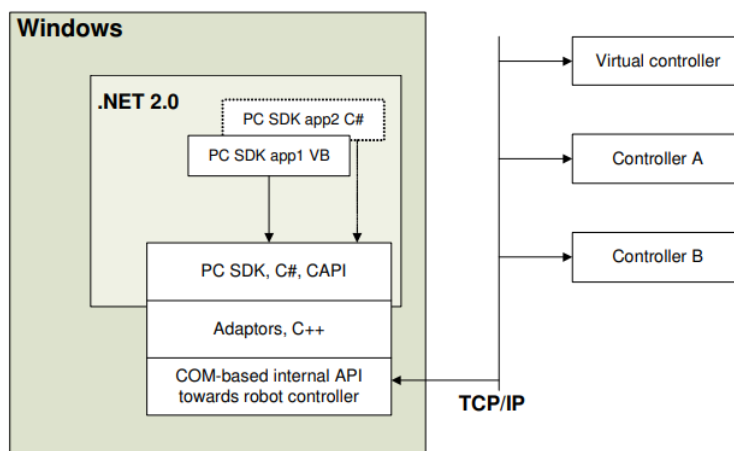 Windows
.NET 2.0
PC SDK app2 C#
PC SDK app1 VB
PC SDK, C#, CAPI
Adaptors, C++
COM-based internal API
towards robot controller
TCP/IP
Virtual controller
Controller A
Controller B